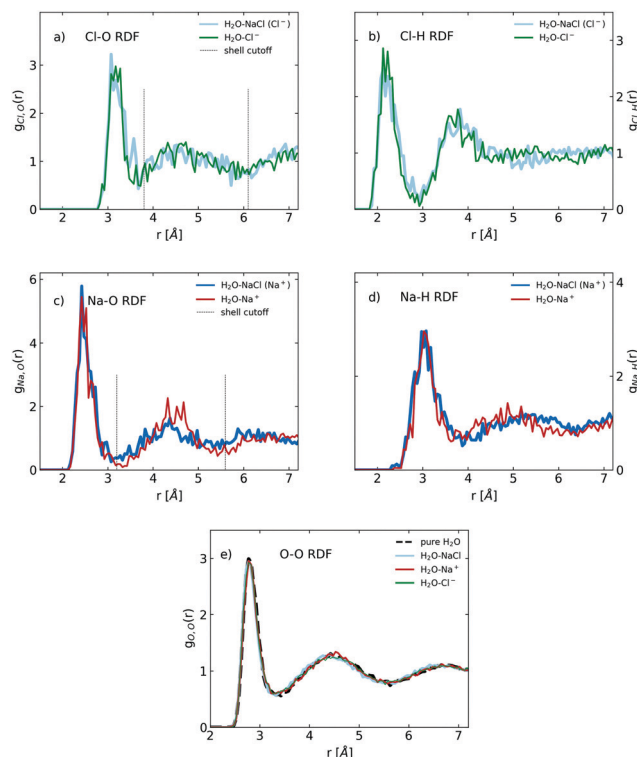 a) Cl-O RDF
H₂O-NaCl (Cl⁻)
H₂O-Cl⁻
shell cutoff
g_Cl,O(r)
3
2
1
0
2 3 4 5 6 7
r [Å]
b) Cl-H RDF
H₂O-NaCl (Cl⁻)
H₂O-Cl⁻
g_Cl,H(r)
3
2
1
0
2 3 4 5 6 7
r [Å]
c) Na-O RDF
H₂O-NaCl (Na⁺)
H₂O-Na⁺
shell cutoff
g_Na,O(r)
6
4
2
0
2 3 4 5 6 7
r [Å]
d) Na-H RDF
H₂O-NaCl (Na⁺)
H₂O-Na⁺
g_Na,H(r)
4
2
0
2 3 4 5 6 7
r [Å]
e) O-O RDF
pure H₂O
H₂O-NaCl
H₂O-Na⁺
H₂O-Cl⁻
g_O,O(r)
3
2
1
0
2 3 4 5 6 7
r [Å]